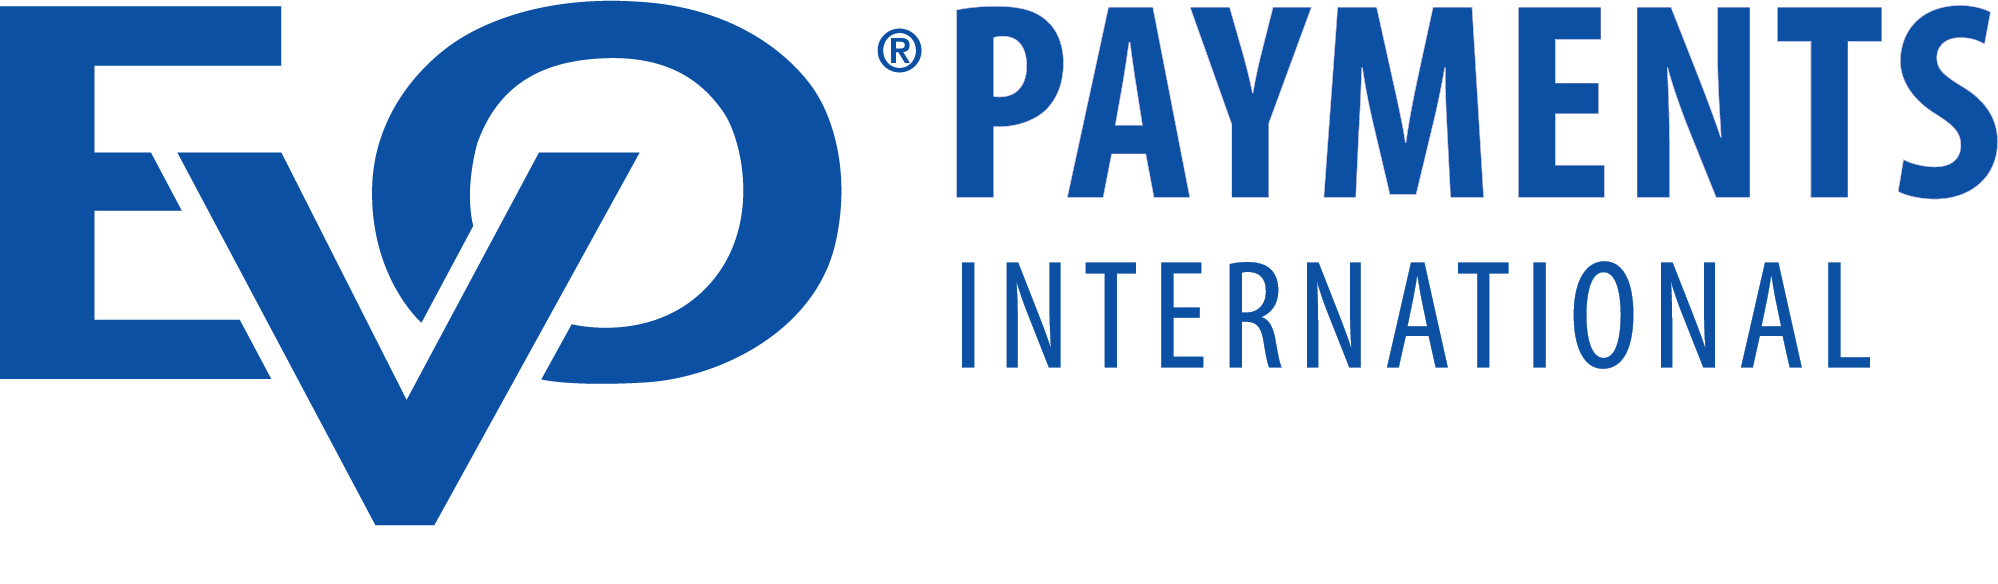 EVO® PAYMENTS
INTERNATIONAL